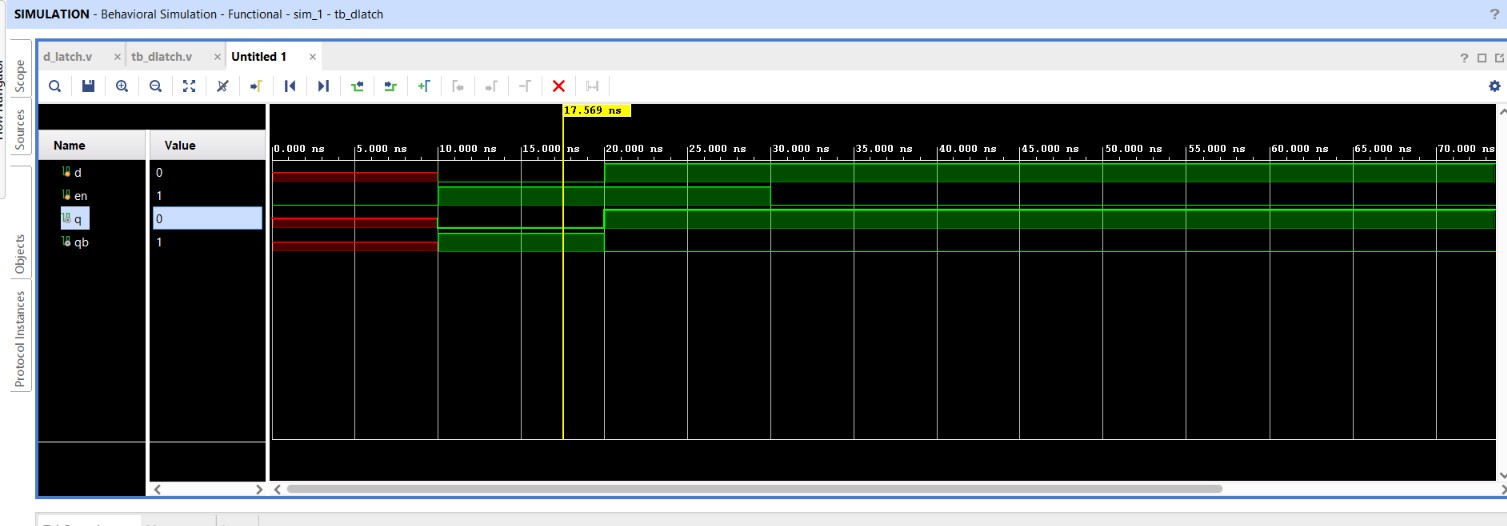 SIMULATION - Behavioral Simulation - Functional - sim_1 - tb_dlatch ?
d_latch.v × tb_dlatch.v × Untitled 1 × ?
Scope
Sources
Objects
Protocol Instances
17.569 ns
Name Value
0.000 ns 5.000 ns 10.000 ns 15.000 ns 20.000 ns 25.000 ns 30.000 ns 35.000 ns 40.000 ns 45.000 ns 50.000 ns 55.000 ns 60.000 ns 65.000 ns 70.000 ns
d 0
en 1
q 0
qb 1